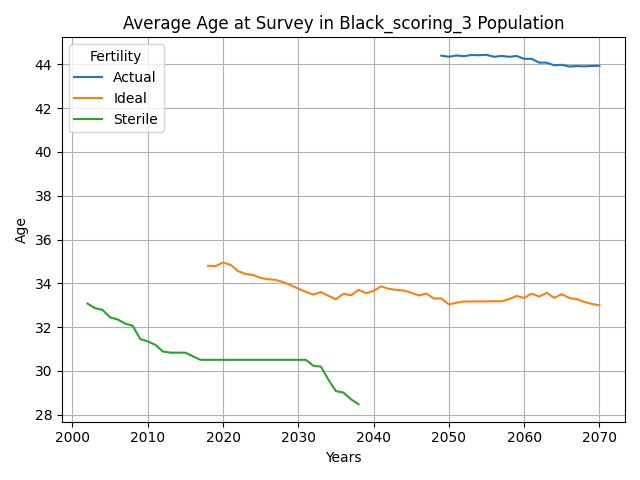 Average Age at Survey in Black_scoring_3 Population
Fertility
Actual
Ideal
Sterile
Age
44
42
40
38
36
34
32
30
28
2000 2010 2020 2030 2040 2050 2060 2070
Years